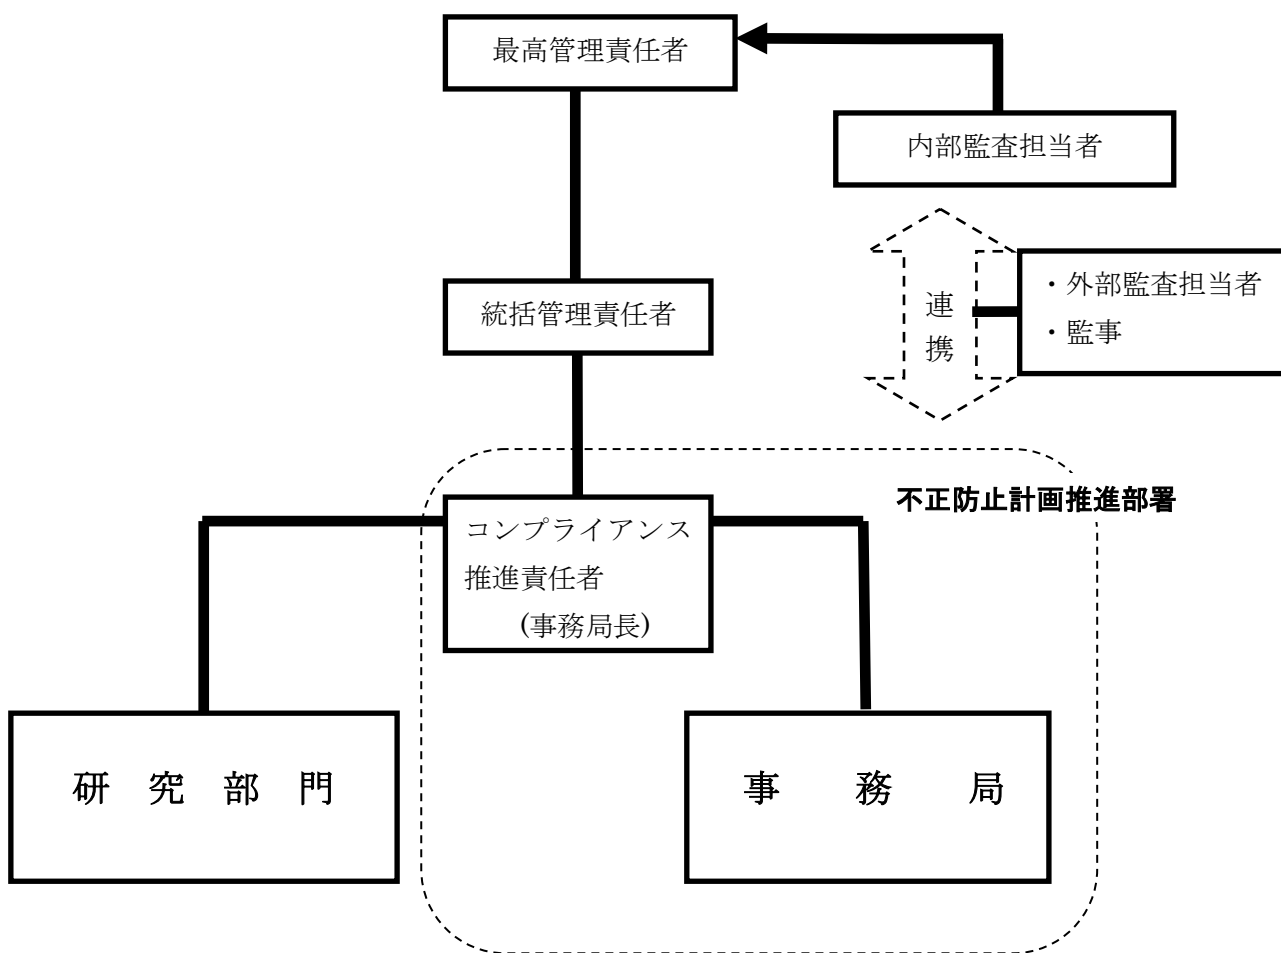 最高管理責任者
内部監査担当者
・外部監査担当者
・監事
連携
統括管理責任者
不正防止計画推進部署
コンプライアンス
推進責任者
(事務局長)
研究部門
事務局